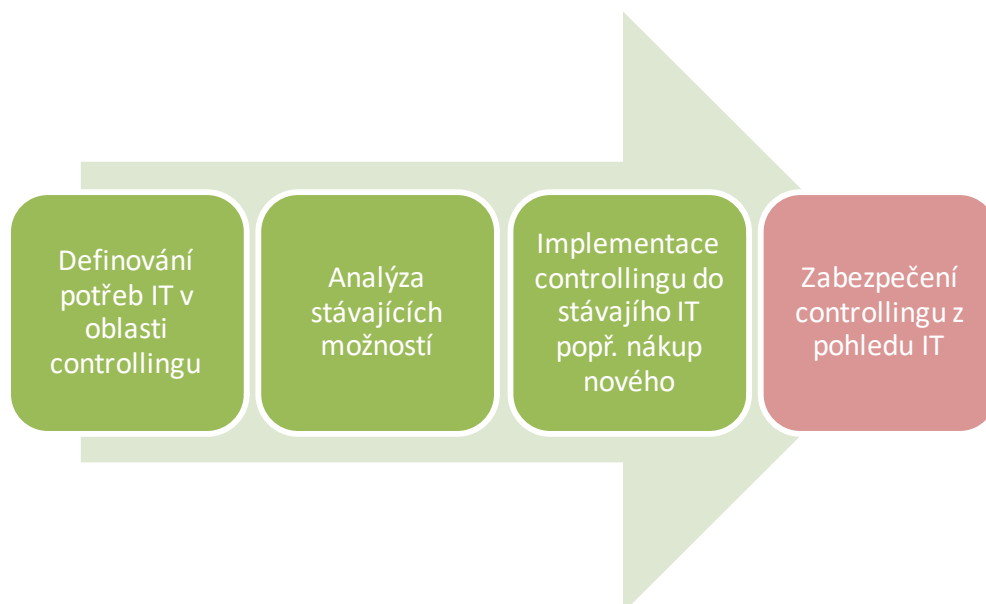 Definování
potřeb IT v
oblasti
controllingu
Analýza
stávajících
možností
Implementace
controllingu do
stávajího IT
popř. nákup
nového
Zabezpečení
controllingu z
pohledu IT